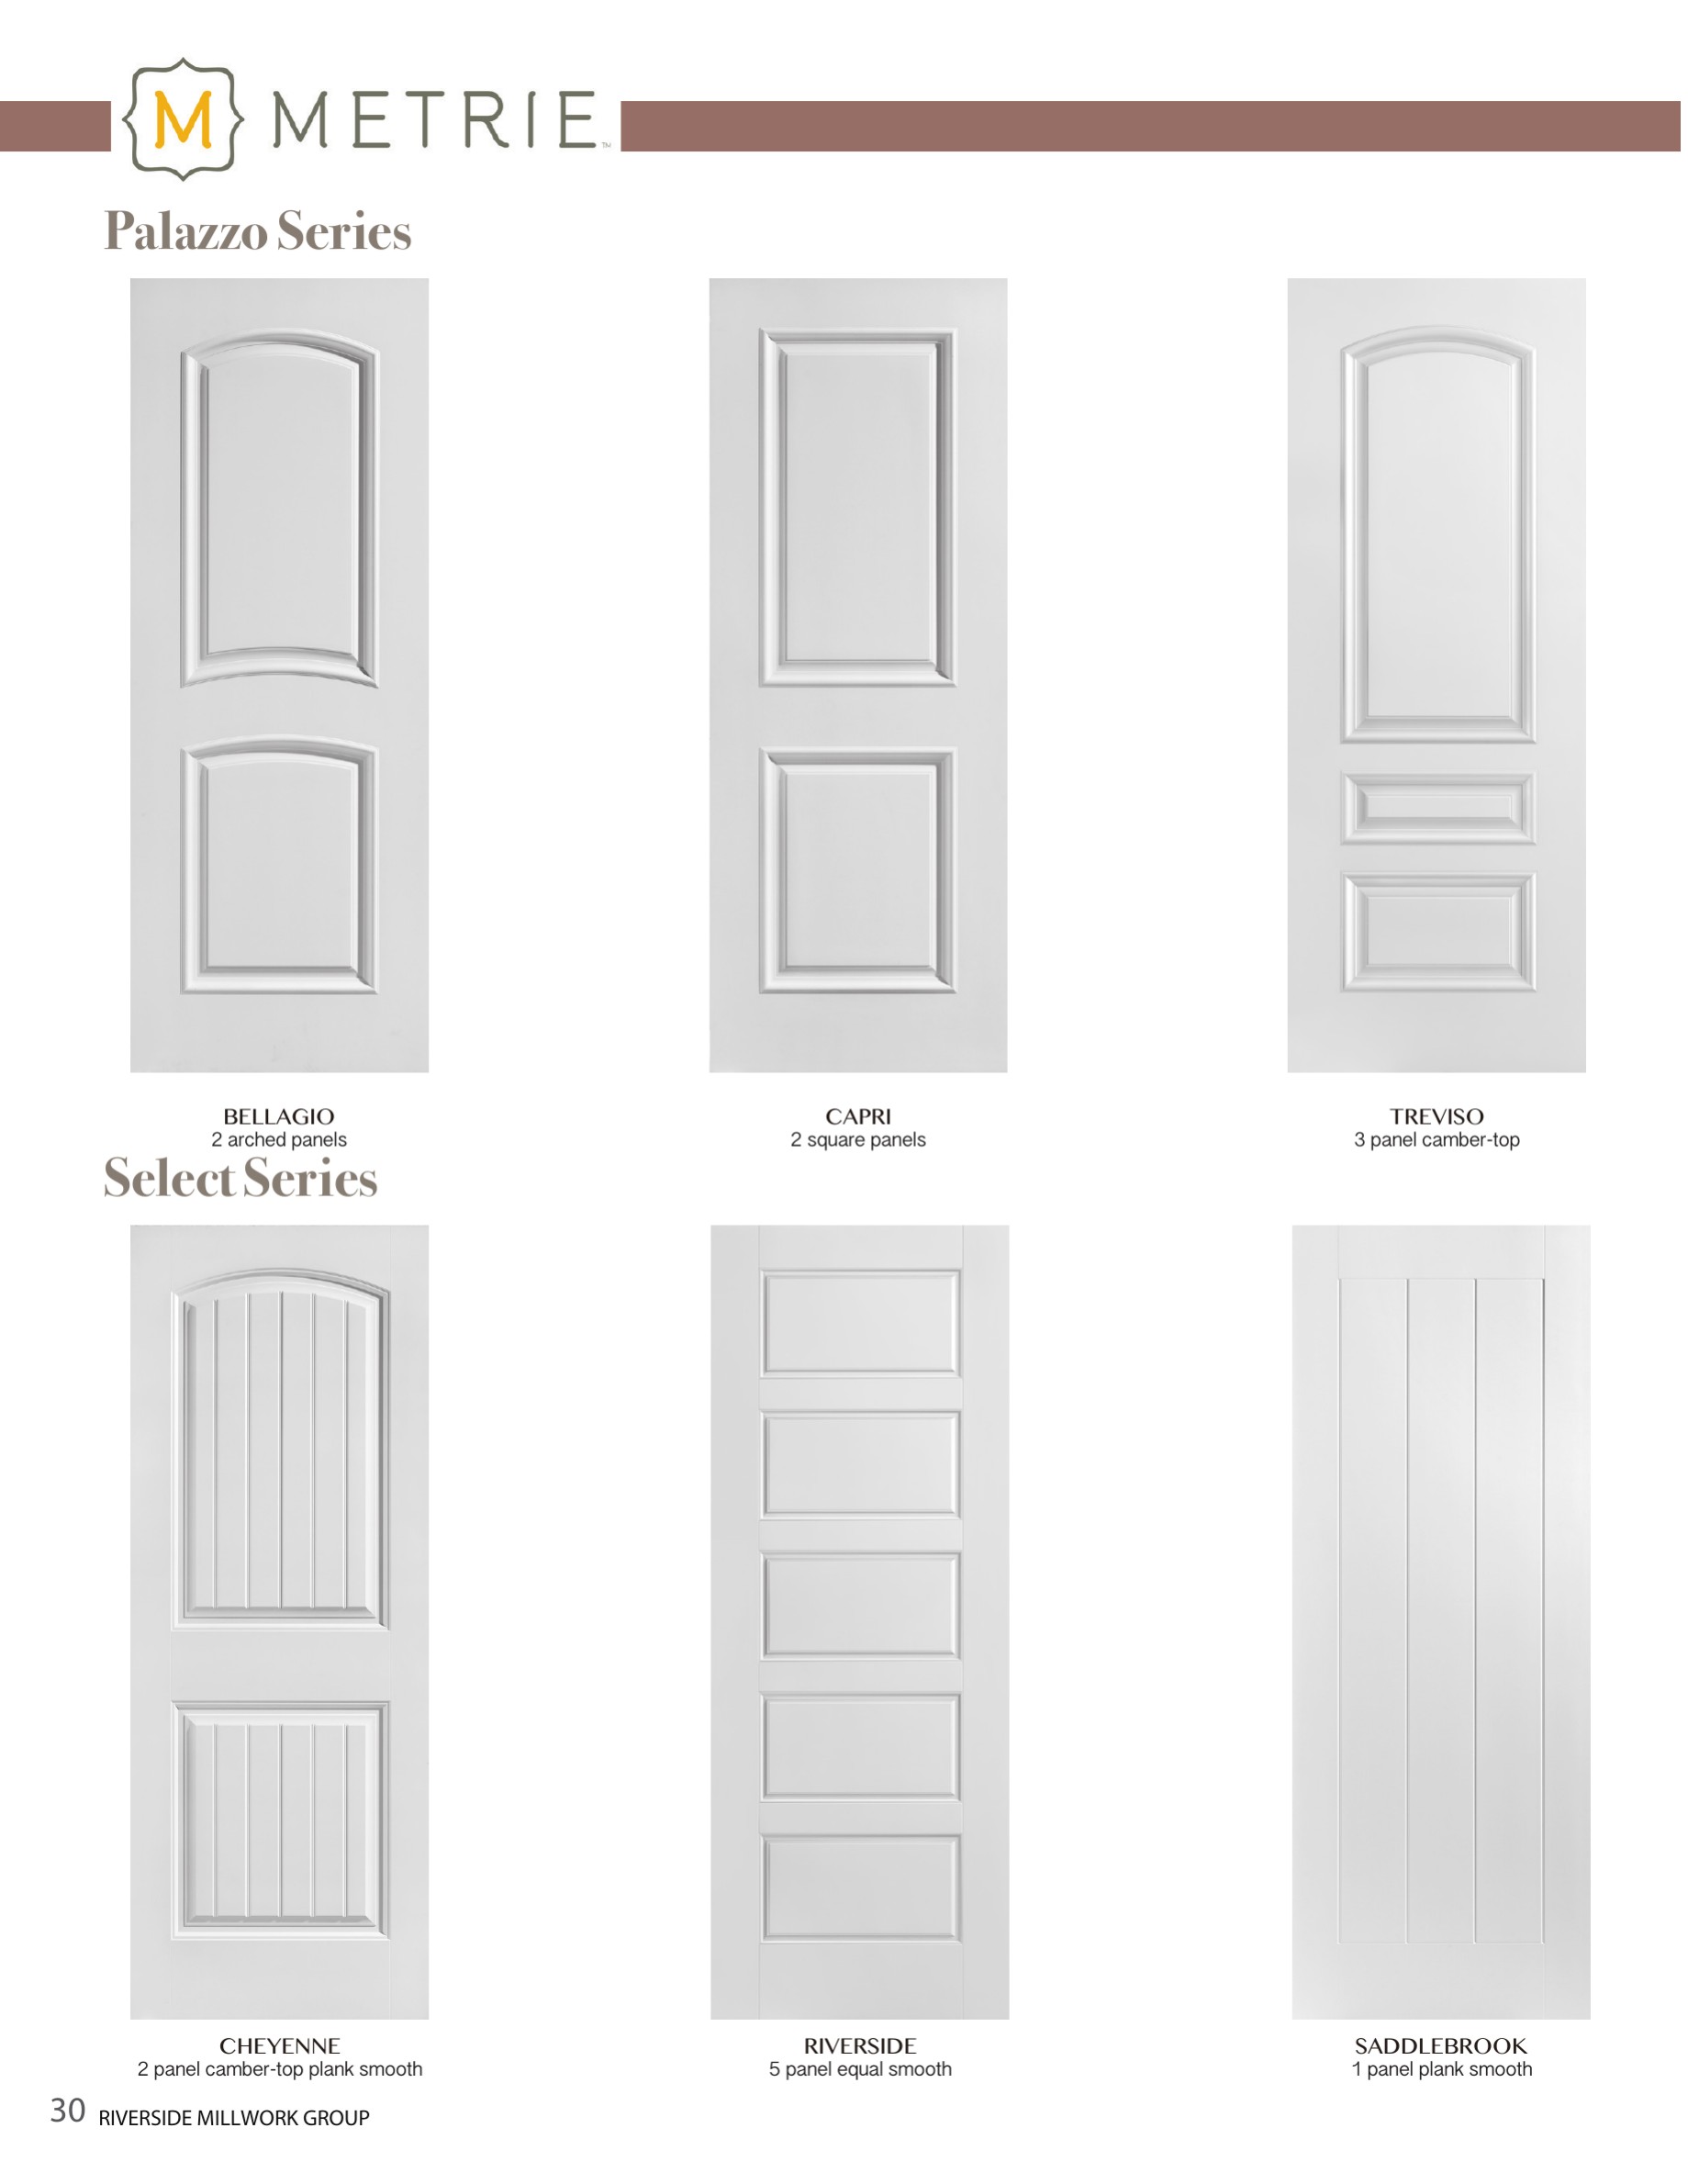 M METRIE™
Palazzo Series
BELLAGIO
2 arched panels
CAPRI
2 square panels
TREVISO
3 panel camber-top
Select Series
CHEYENNE
2 panel camber-top plank smooth
RIVERSIDE
5 panel equal smooth
SADDLEBROOK
1 panel plank smooth
30 RIVERSIDE MILLWORK GROUP